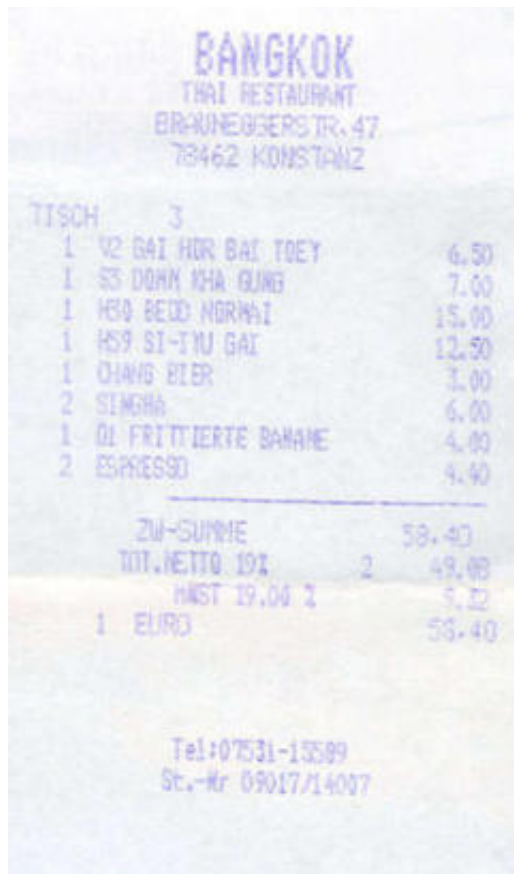 BANGKOK
THAI RESTAURANT
BRAUNEGGERSTR.47
78462 KONSTANZ
TISCH 3
1 V2 GAI HOR BAI TOEY 6.50
1 S3 DOMM KHA GUNG 7.00
1 H30 BEDD NORMAI 15.00
1 H59 SI-IYU GAI 12.50
1 CHANG BIER 3.00
2 SINGHA 6.00
1 D1 FRITTIERTE BANANE 4.00
2 ESPRESSO 4.40
ZW-SUMME 58.40
TOT.NETTO 19% 2 49.08
MWST 19.00 % 9.32
1 EURO 58.40
Tel:07531-15589
St.-Nr 09017/14007